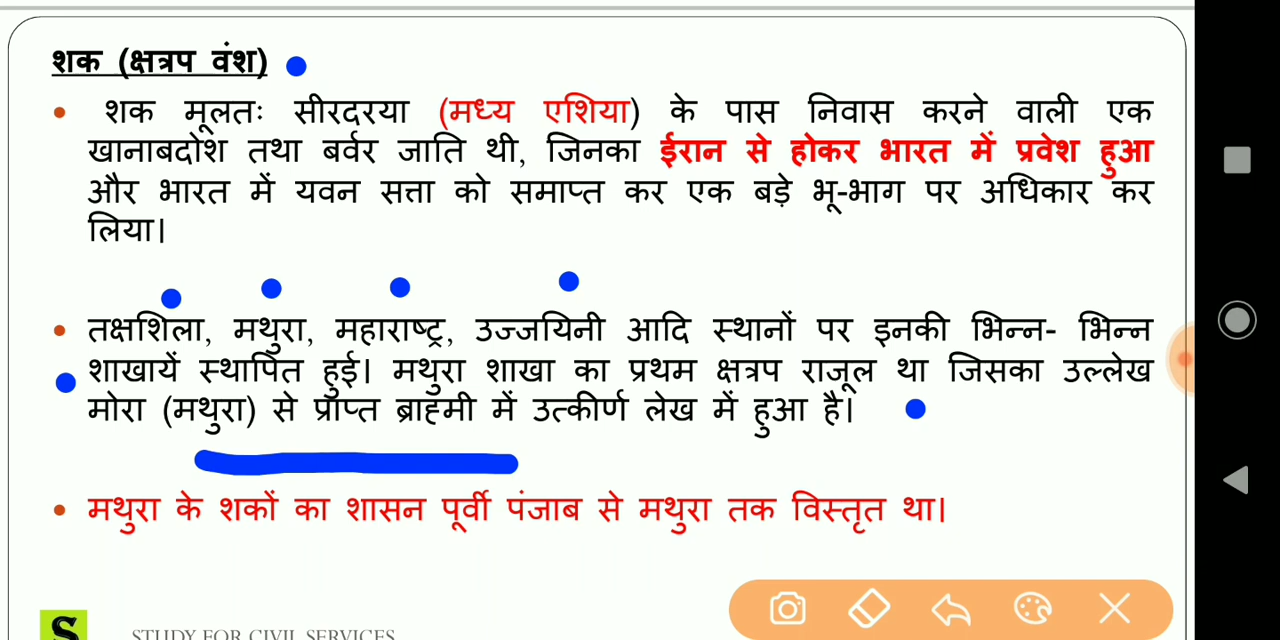 शक (क्षत्रप वंश)
• शक मूलतः सीरदरया (मध्य एशिया) के पास निवास करने वाली एक
खानाबदोश तथा बर्वर जाति थी, जिनका ईरान से होकर भारत में प्रवेश हुआ
और भारत में यवन सत्ता को समाप्त कर एक बड़े भू-भाग पर अधिकार कर
लिया।
• तक्षशिला, मथुरा, महाराष्ट्र, उज्जयिनी आदि स्थानों पर इनकी भिन्न- भिन्न
शाखायें स्थापित हुई। मथुरा शाखा का प्रथम क्षत्रप राजूल था जिसका उल्लेख
मोरा (मथुरा) से प्राप्त ब्राह्मी में उत्कीर्ण लेख में हुआ है।
• मथुरा के शकों का शासन पूर्वी पंजाब से मथुरा तक विस्तृत था।
S STUDY FOR CIVIL SERVICES